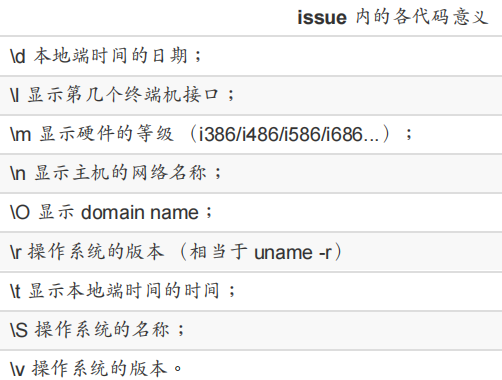 issue 内的各代码意义
\d 本地端时间的日期；
\l 显示第几个终端机接口；
\m 显示硬件的等级 （i386/i486/i586/i686...）；
\n 显示主机的网络名称；
\O 显示 domain name；
\r 操作系统的版本 （相当于 uname -r）
\t 显示本地端时间的时间；
\S 操作系统的名称；
\v 操作系统的版本。